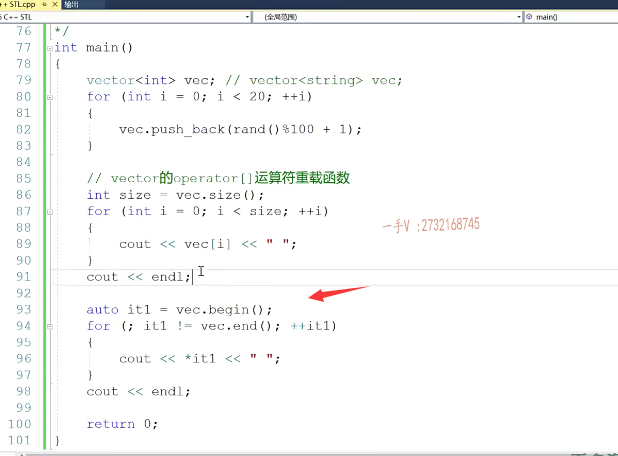 ++ STL.cpp 输出
C++ STL (全局范围) main()
76 */
77 int main()
78 {
79 vector<int> vec; // vector<string> vec;
80 for (int i = 0; i < 20; ++i)
81 {
82 vec.push_back(rand()%100 + 1);
83 }
84
85 // vector的operator[]运算符重载函数
86 int size = vec.size();
87 for (int i = 0; i < size; ++i)
88 {
89 cout << vec[i] << " ";
90 }
91 cout << endl;
92
93 auto it1 = vec.begin();
94 for (; it1 != vec.end(); ++it1)
95 {
96 cout << *it1 << " ";
97 }
98 cout << endl;
99
100 return 0;
101 }
一手V :2732168745